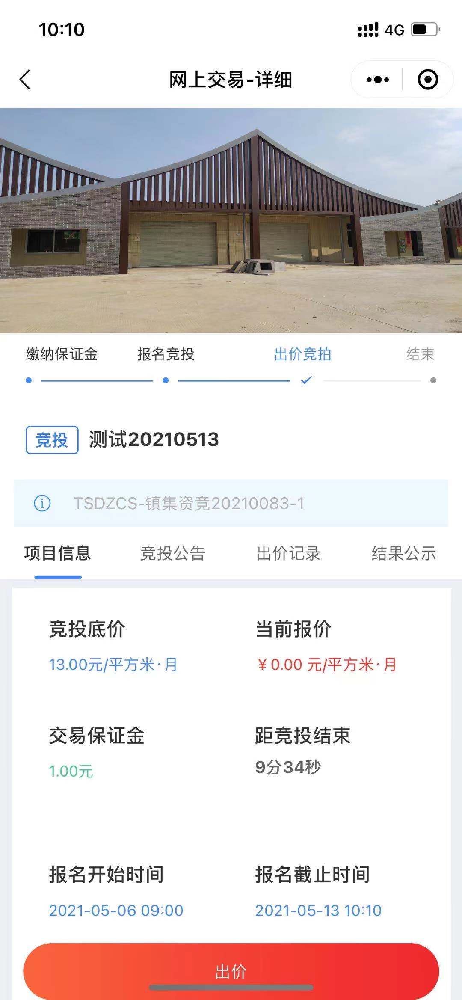 10:10
4G
网上交易-详细
缴纳保证金 报名竞投 出价竞拍 结束
竞投 测试20210513
TSDZCS-镇集资竞20210083-1
项目信息 竞投公告 出价记录 结果公示
竞投底价 当前报价
13.00元/平方米·月 ¥0.00 元/平方米·月
交易保证金 距竞投结束
1.00元 9分34秒
报名开始时间 报名截止时间
2021-05-06 09:00 2021-05-13 10:10
出价